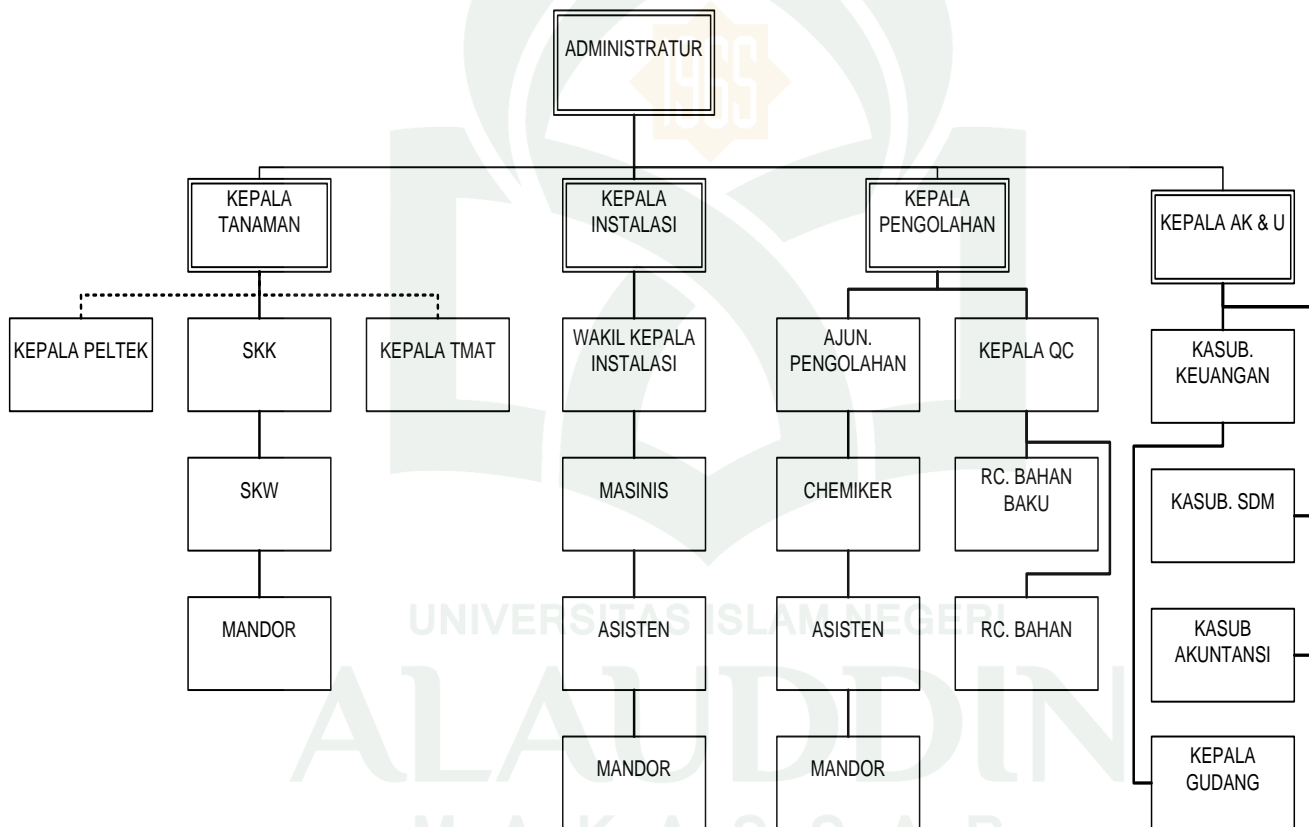 ADMINISTRATUR
KEPALA
TANAMAN
KEPALA
INSTALASI
KEPALA
PENGOLAHAN
KEPALA AK & U
KEPALA PELTEK
SKK
KEPALA TMAT
WAKIL KEPALA
INSTALASI
AJUN.
PENGOLAHAN
KEPALA QC
KASUB.
KEUANGAN
SKW
MASINIS
CHEMIKER
RC. BAHAN
BAKU
KASUB. SDM
MANDOR
ASISTEN
ASISTEN
RC. BAHAN
KASUB
AKUNTANSI
MANDOR
MANDOR
KEPALA
GUDANG
1965
UNIVERSITAS ISLAM NEGERI
ALAUDDIN
M A K A S S A R